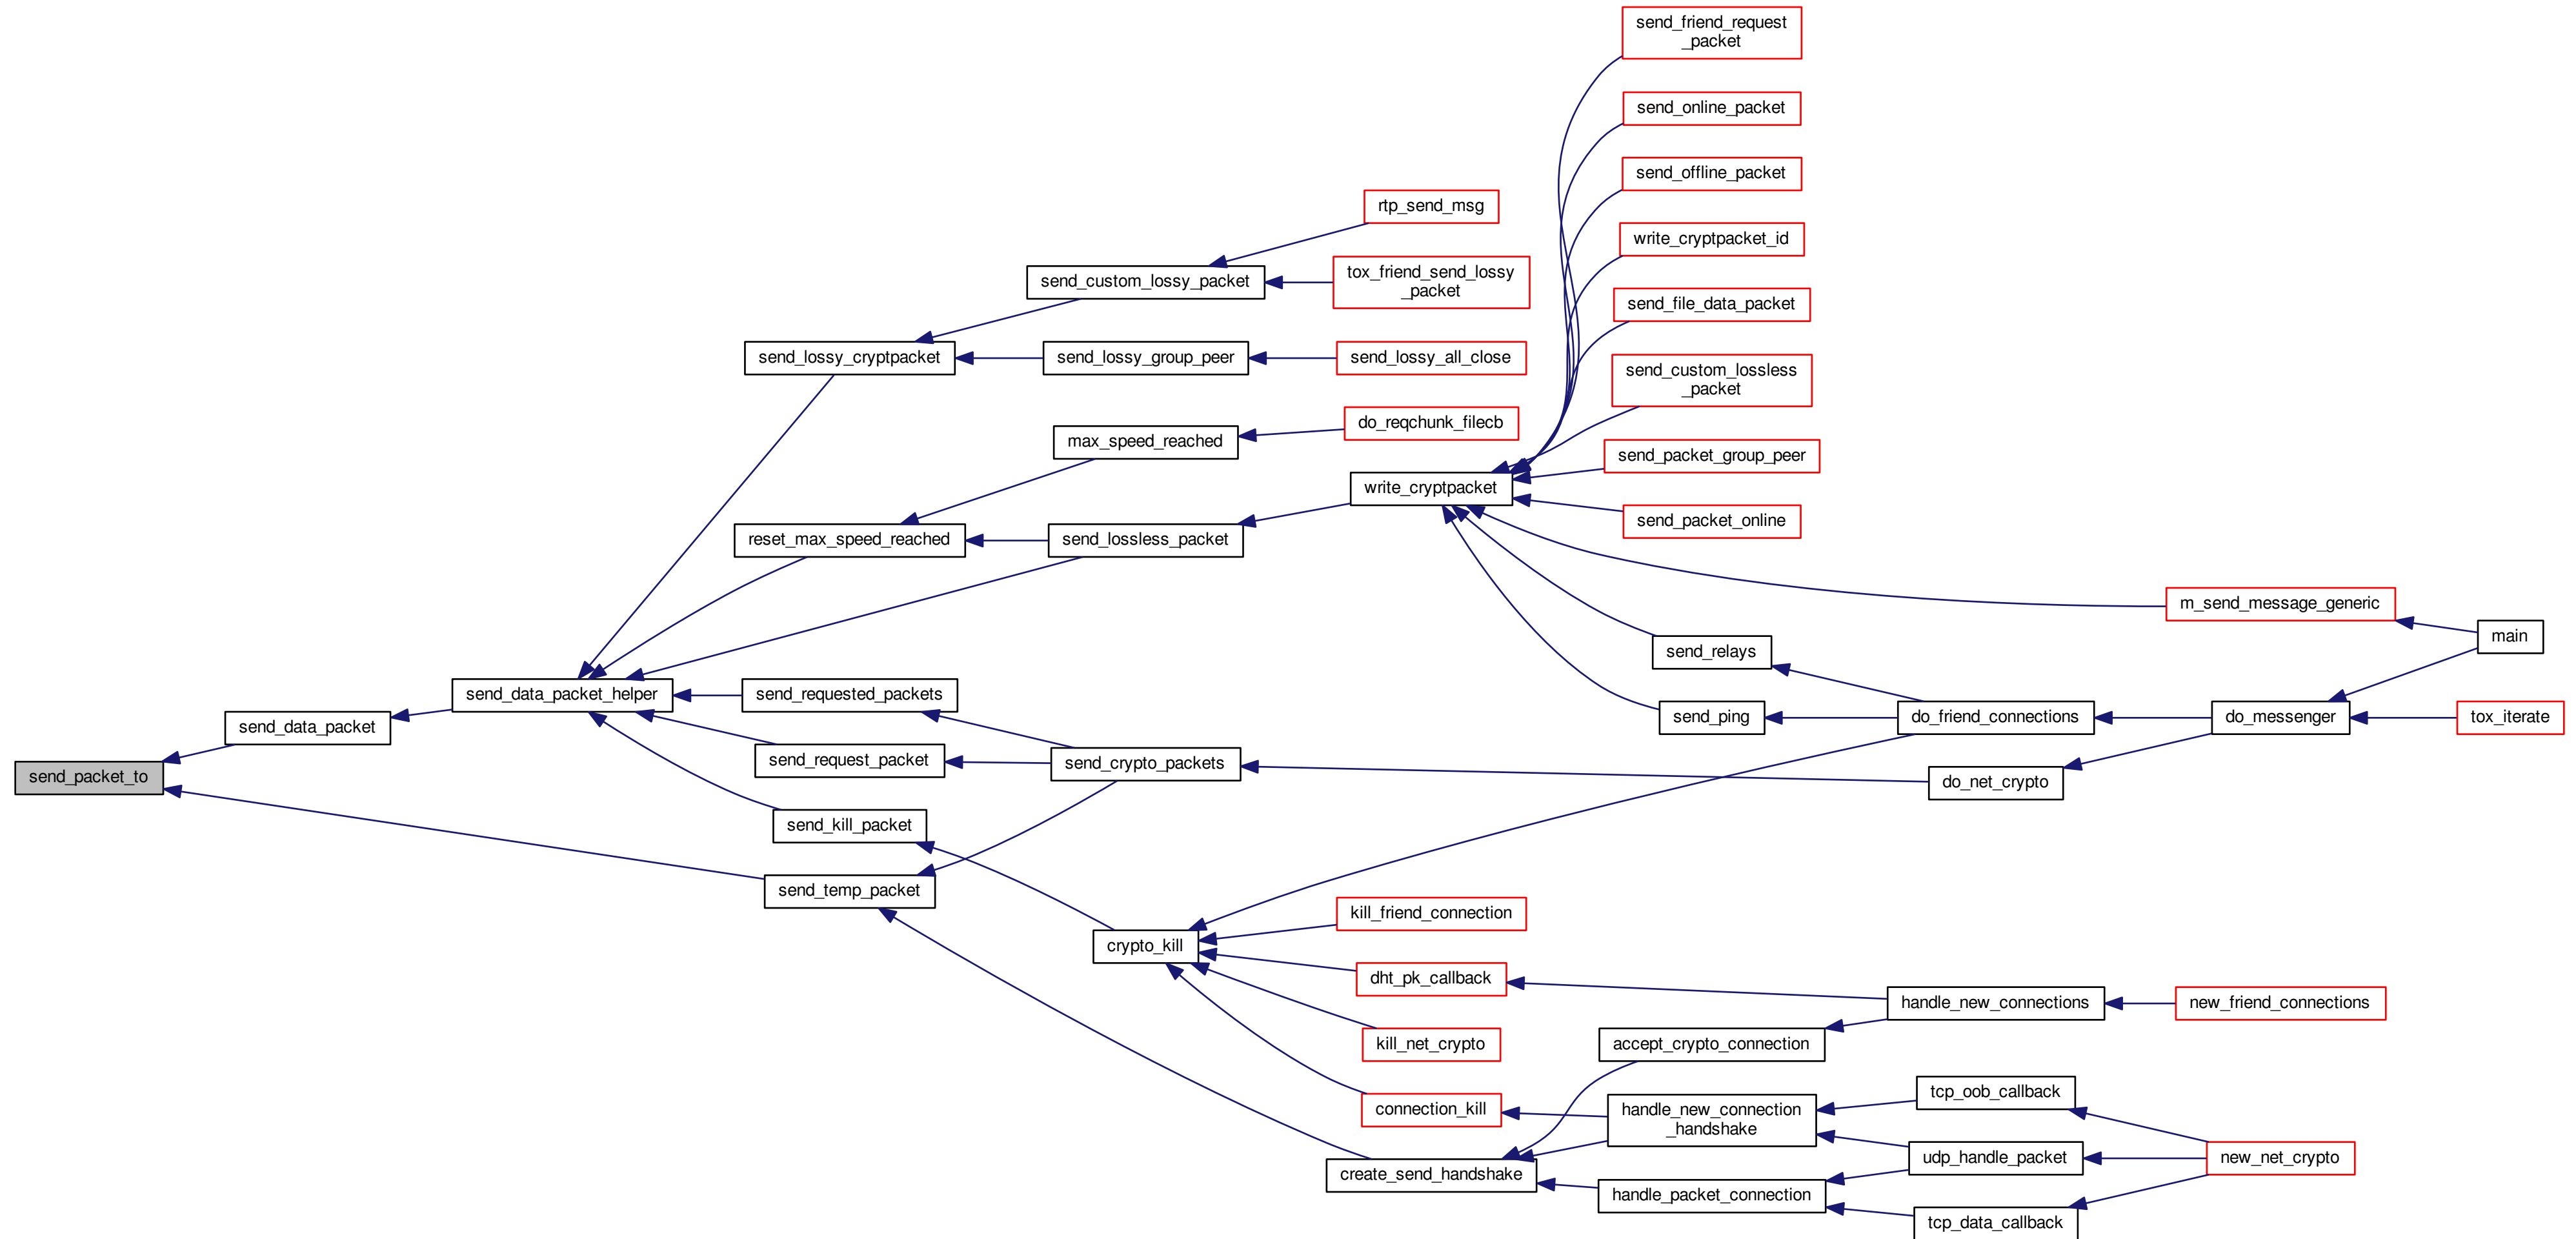 send_friend_request
_packet
send_online_packet
send_offline_packet
rtp_send_msg
write_cryptpacket_id
send_custom_lossy_packet
tox_friend_send_lossy
_packet
send_file_data_packet
send_lossy_cryptpacket
send_lossy_group_peer
send_lossy_all_close
send_custom_lossless
_packet
do_reqchunk_filecb
max_speed_reached
send_packet_group_peer
write_cryptpacket
send_packet_online
reset_max_speed_reached
send_lossless_packet
m_send_message_generic
main
send_relays
send_data_packet_helper
send_requested_packets
send_data_packet
send_ping
do_friend_connections
do_messenger
tox_iterate
send_packet_to
send_request_packet
send_crypto_packets
do_net_crypto
send_kill_packet
send_temp_packet
kill_friend_connection
crypto_kill
dht_pk_callback
handle_new_connections
new_friend_connections
kill_net_crypto
accept_crypto_connection
tcp_oob_callback
connection_kill
handle_new_connection
_handshake
udp_handle_packet
new_net_crypto
create_send_handshake
handle_packet_connection
tcp_data_callback